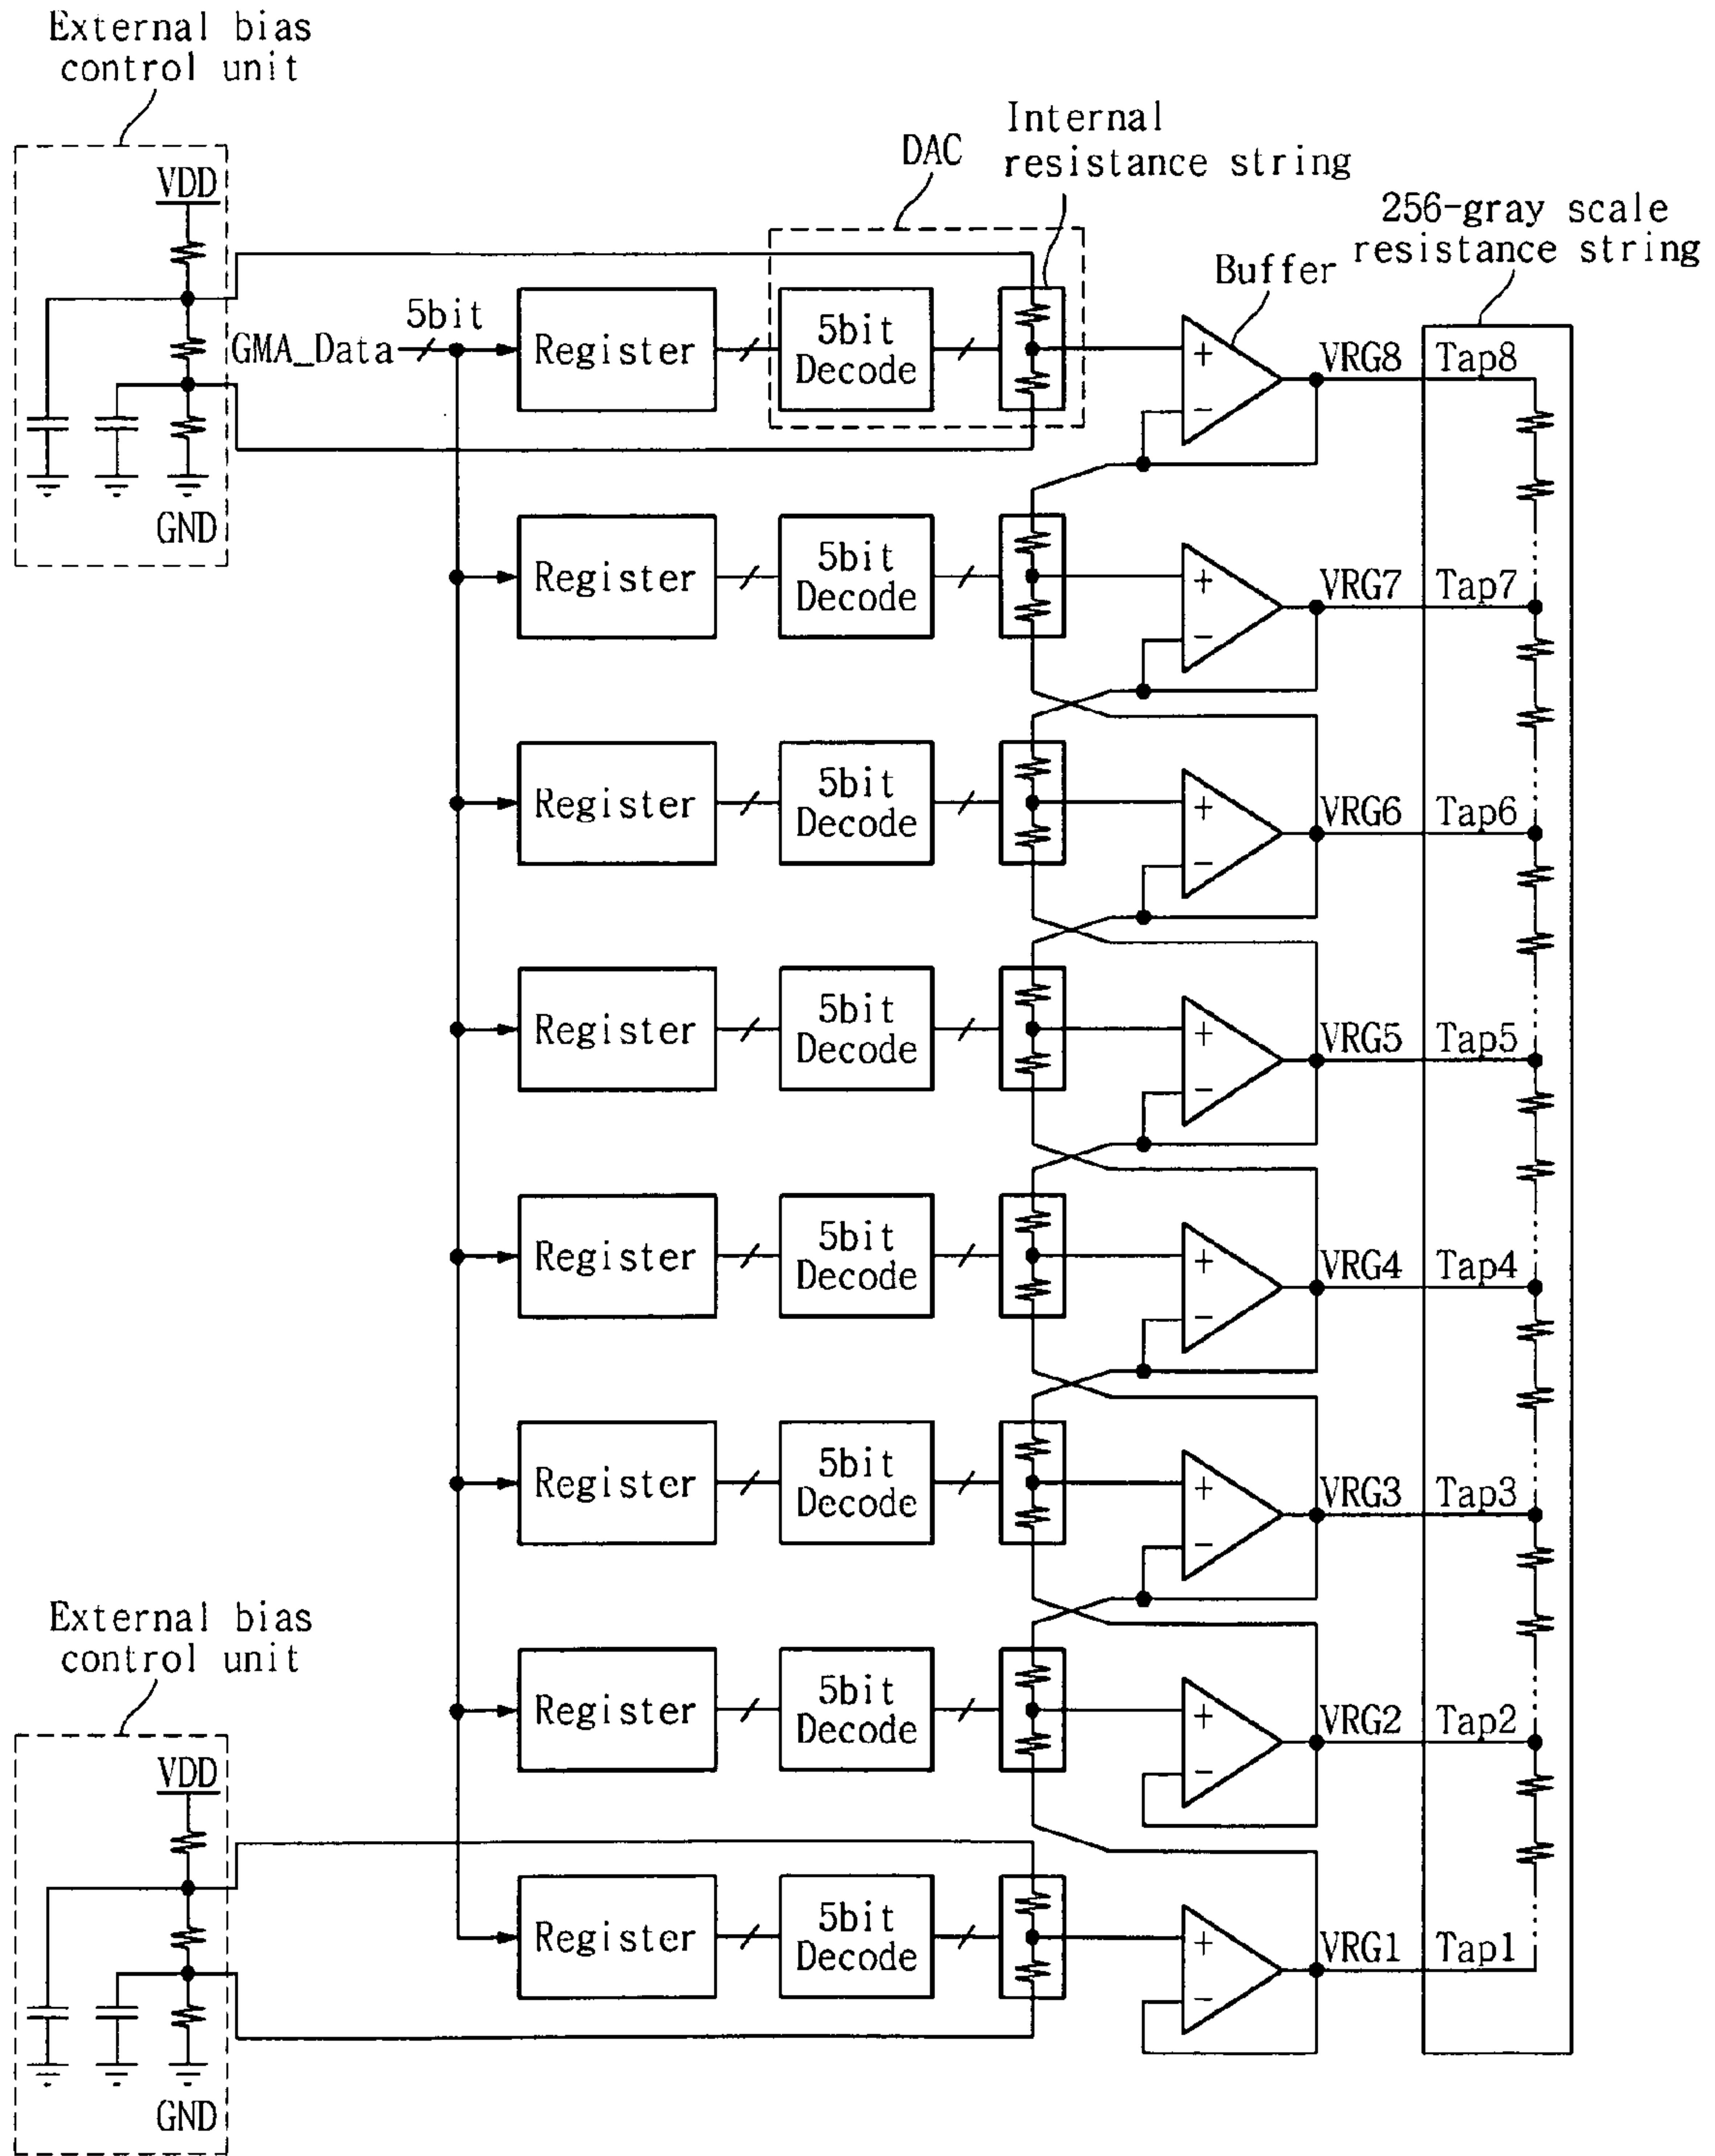 External bias
control unit
VDD
GND
DAC
Internal
resistance string
Buffer
256-gray scale
resistance string
GMA_Data
5bit
Register
5bit
Decode
+
−
VRG8
Tap8
Register
5bit
Decode
+
−
VRG7
Tap7
Register
5bit
Decode
+
−
VRG6
Tap6
Register
5bit
Decode
+
−
VRG5
Tap5
Register
5bit
Decode
+
−
VRG4
Tap4
Register
5bit
Decode
+
−
VRG3
Tap3
External bias
control unit
Register
5bit
Decode
+
−
VRG2
Tap2
VDD
GND
Register
5bit
Decode
+
−
VRG1
Tap1